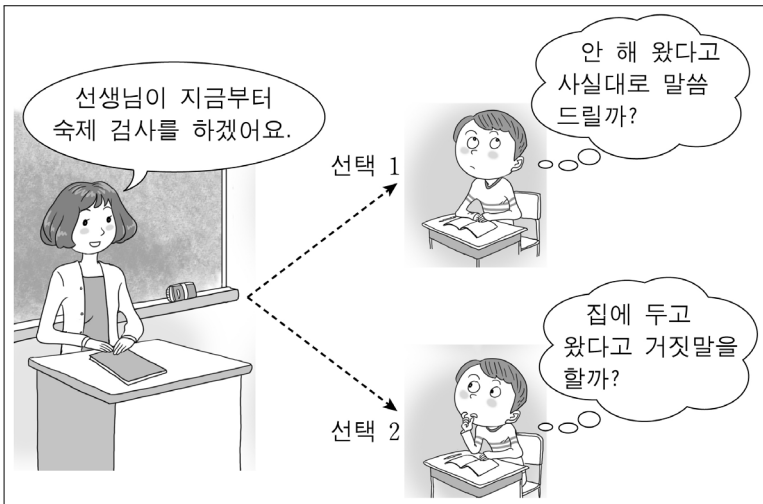 선생님이 지금부터
숙제 검사를 하겠어요.
선택 1
안 해 왔다고
사실대로 말씀
드릴까?
선택 2
집에 두고
왔다고 거짓말을
할까?